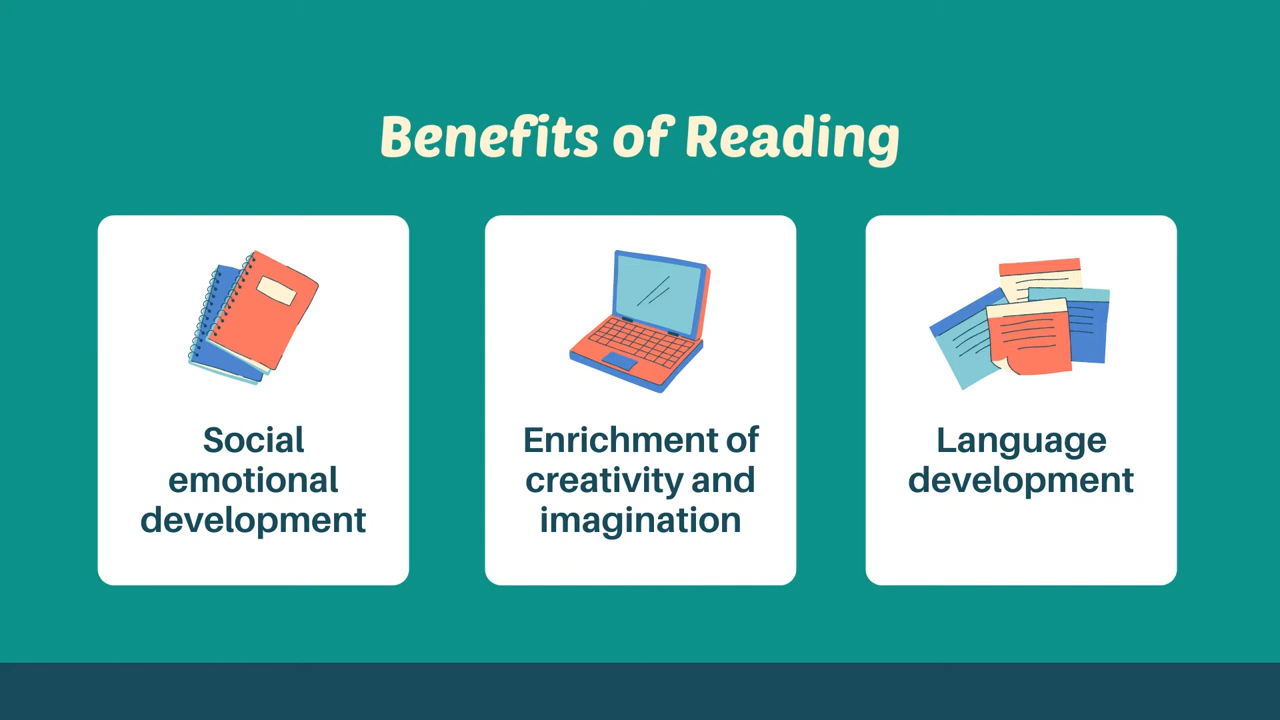 Benefits of Reading
Social
emotional
development
Enrichment of
creativity and
imagination
Language
development